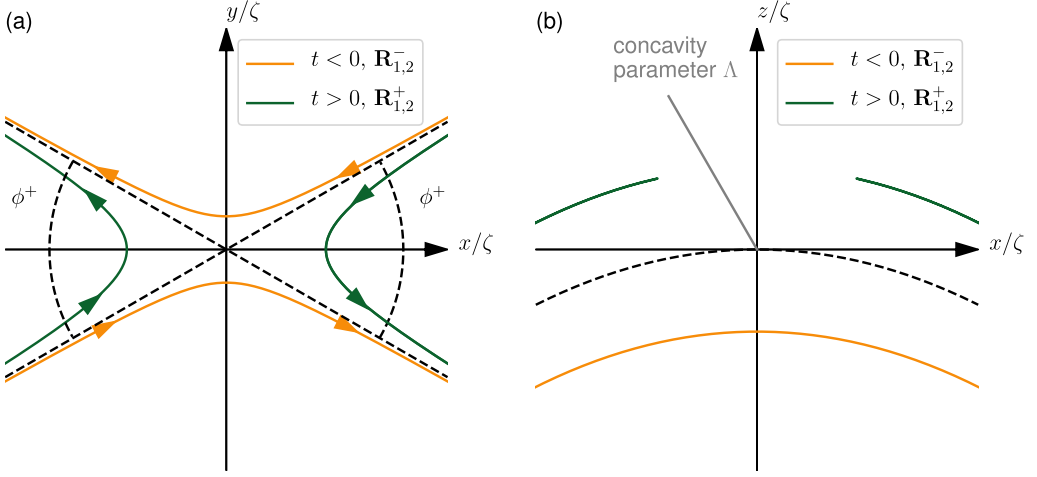 (a)
y/ζ
t < 0, R⁻₁,₂
t > 0, R⁺₁,₂
ϕ⁺
ϕ⁺
x/ζ
(b)
z/ζ
concavity
parameter Λ
t < 0, R⁻₁,₂
t > 0, R⁺₁,₂
x/ζ